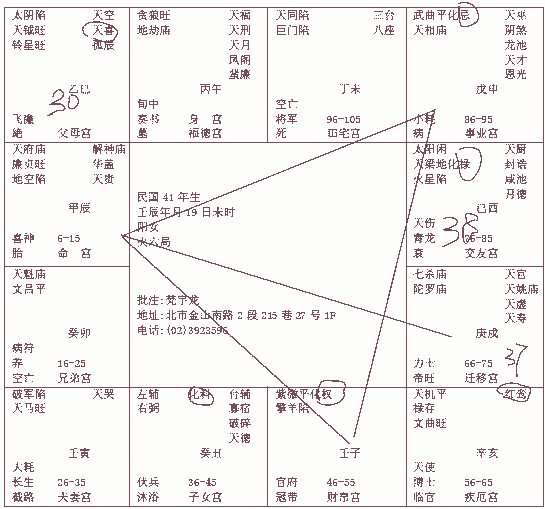 太阴陷 天空
天钺旺 天喜
铃星旺 孤辰
乙巳
30
飞廉
绝 父母宫
贪狼旺 天福
地劫庙 天刑
天月
凤阁
蜚廉
丙午
旬中
奏书 身 宫
墓 福德宫
天同陷 三台
巨门陷 八座
丁未
空亡
将军 96-105
死 田宅宫
武曲平化忌 天巫
天相庙 阴煞
龙池
天才
恩光
戊申
小耗 86-95
病 事业宫
天府庙 解神庙
廉贞旺 华盖
地空陷 天贵
甲辰
喜神 6-15
胎 命 宫
民国 41 年生
壬辰年月19日未时
阳女
火六局
批注:梵宇龙
地址:北市金山南路 2 段 215 巷 27 号 1F
电话:(02)3923596
太阳闲 天厨
天梁地化禄 封诰
火星陷 咸池
月德
己酉
天伤
38
青龙 76-85
衰 交友宫
天魁庙
文昌平
癸卯
病符
养 16-25
空亡 兄弟宫
七杀庙 天官
陀罗庙 天姚庙
天虚
天寿
庚戌
37
力士 66-75
帝旺 迁移宫
破军陷 天哭
天马旺
壬寅
大耗
长生 26-35
截路 夫妻宫
左辅 化科 台辅
右弼 寡宿
破碎
天德
癸丑
伏兵 36-45
沐浴 子女宫
紫微平化权
擎羊陷
壬子
官府 46-55
冠带 财帛宫
天机平 红鸾
禄存
文曲旺
辛亥
天使
博士 56-65
临官 疾厄宫